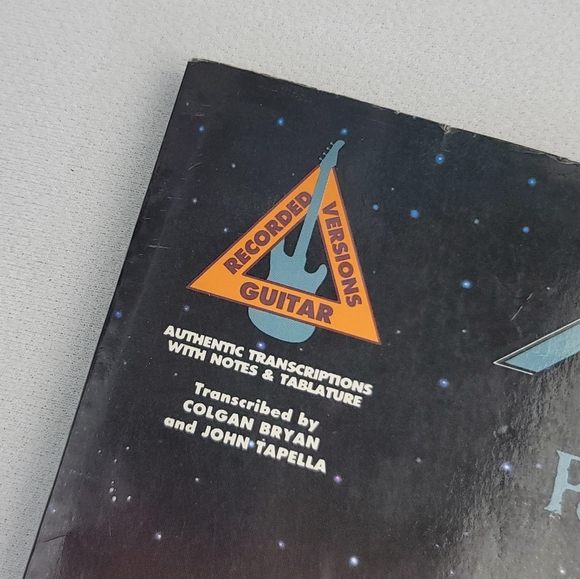 RECORDED
VERSIONS
GUITAR
AUTHENTIC TRANSCRIPTIONS
WITH NOTES & TABLATURE
Transcribed by
COLGAN BRYAN
and JOHN TAPELLA